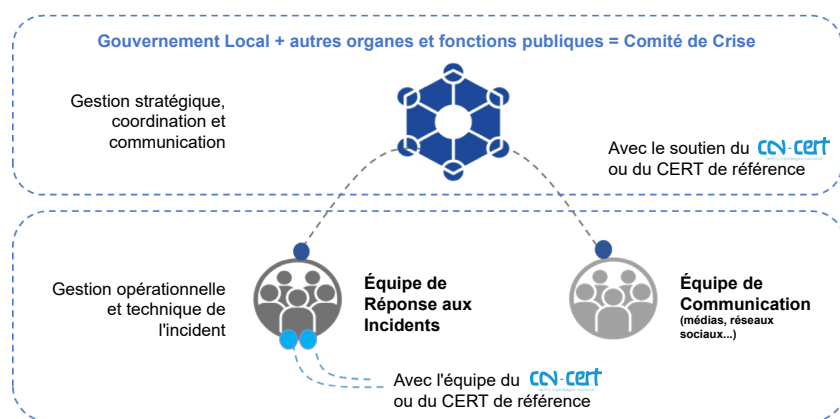 Gouvernement Local + autres organes et fonctions publiques = Comité de Crise
Gestion stratégique,
coordination et
communication
Avec le soutien du ccn-cert
ou du CERT de référence
Gestion opérationnelle
et technique de
l'incident
Équipe de
Réponse aux
Incidents
Équipe de
Communication
(médias, réseaux
sociaux...)
Avec l'équipe du ccn-cert
ou du CERT de référence